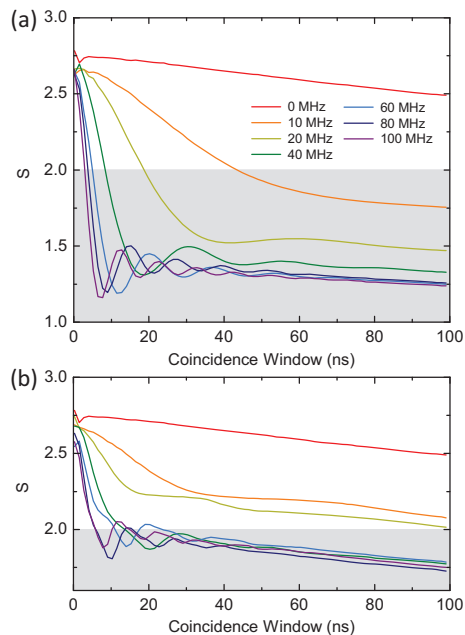 (a)
3.0
2.5
2.0
1.5
1.0
S
0 MHz
10 MHz
20 MHz
40 MHz
60 MHz
80 MHz
100 MHz
0 20 40 60 80 100
Coincidence Window (ns)
(b)
3.0
2.5
2.0
S
0 20 40 60 80 100
Coincidence Window (ns)